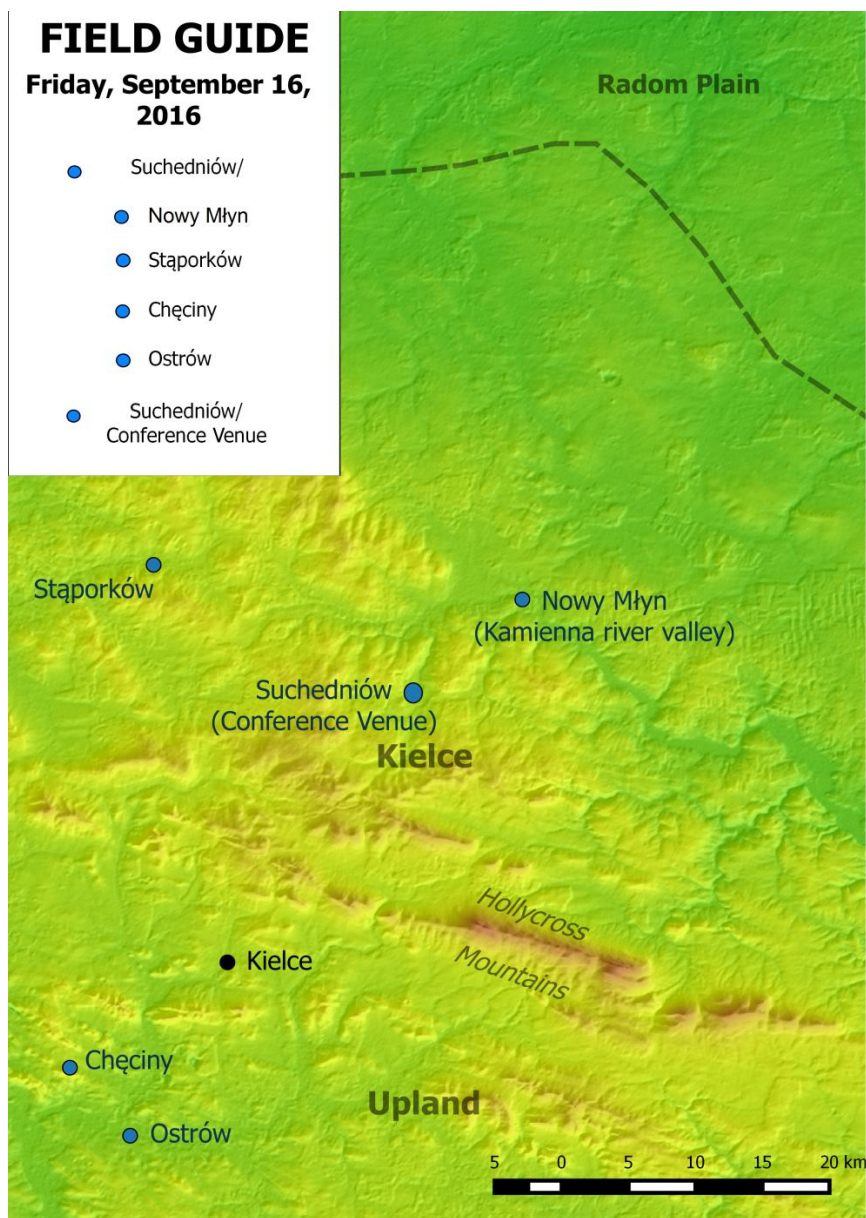 FIELD GUIDE
Friday, September 16,
2016
Suchedniów/
Nowy Młyn
Stąporków
Chęciny
Ostrów
Suchedniów/
Conference Venue
Radom Plain
Stąporków
Nowy Młyn
(Kamienna river valley)
Suchedniów
(Conference Venue)
Kielce
Hollycross
Mountains
Kielce
Chęciny
Upland
Ostrów
5 0 5 10 15 20 km